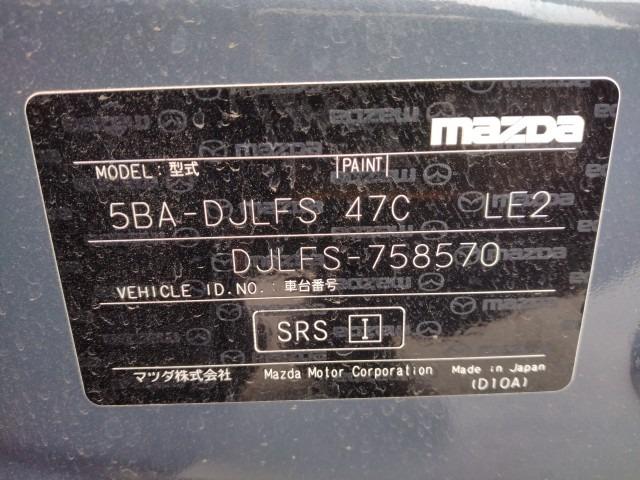 mazda
MODEL:型式 PAINT
5BA-DJLFS 47C LE2
DJLFS-758570
VEHICLE ID.NO.:車台番号
SRS I
マツダ株式会社 Mazda Motor Corporation Made in Japan
(D10A)